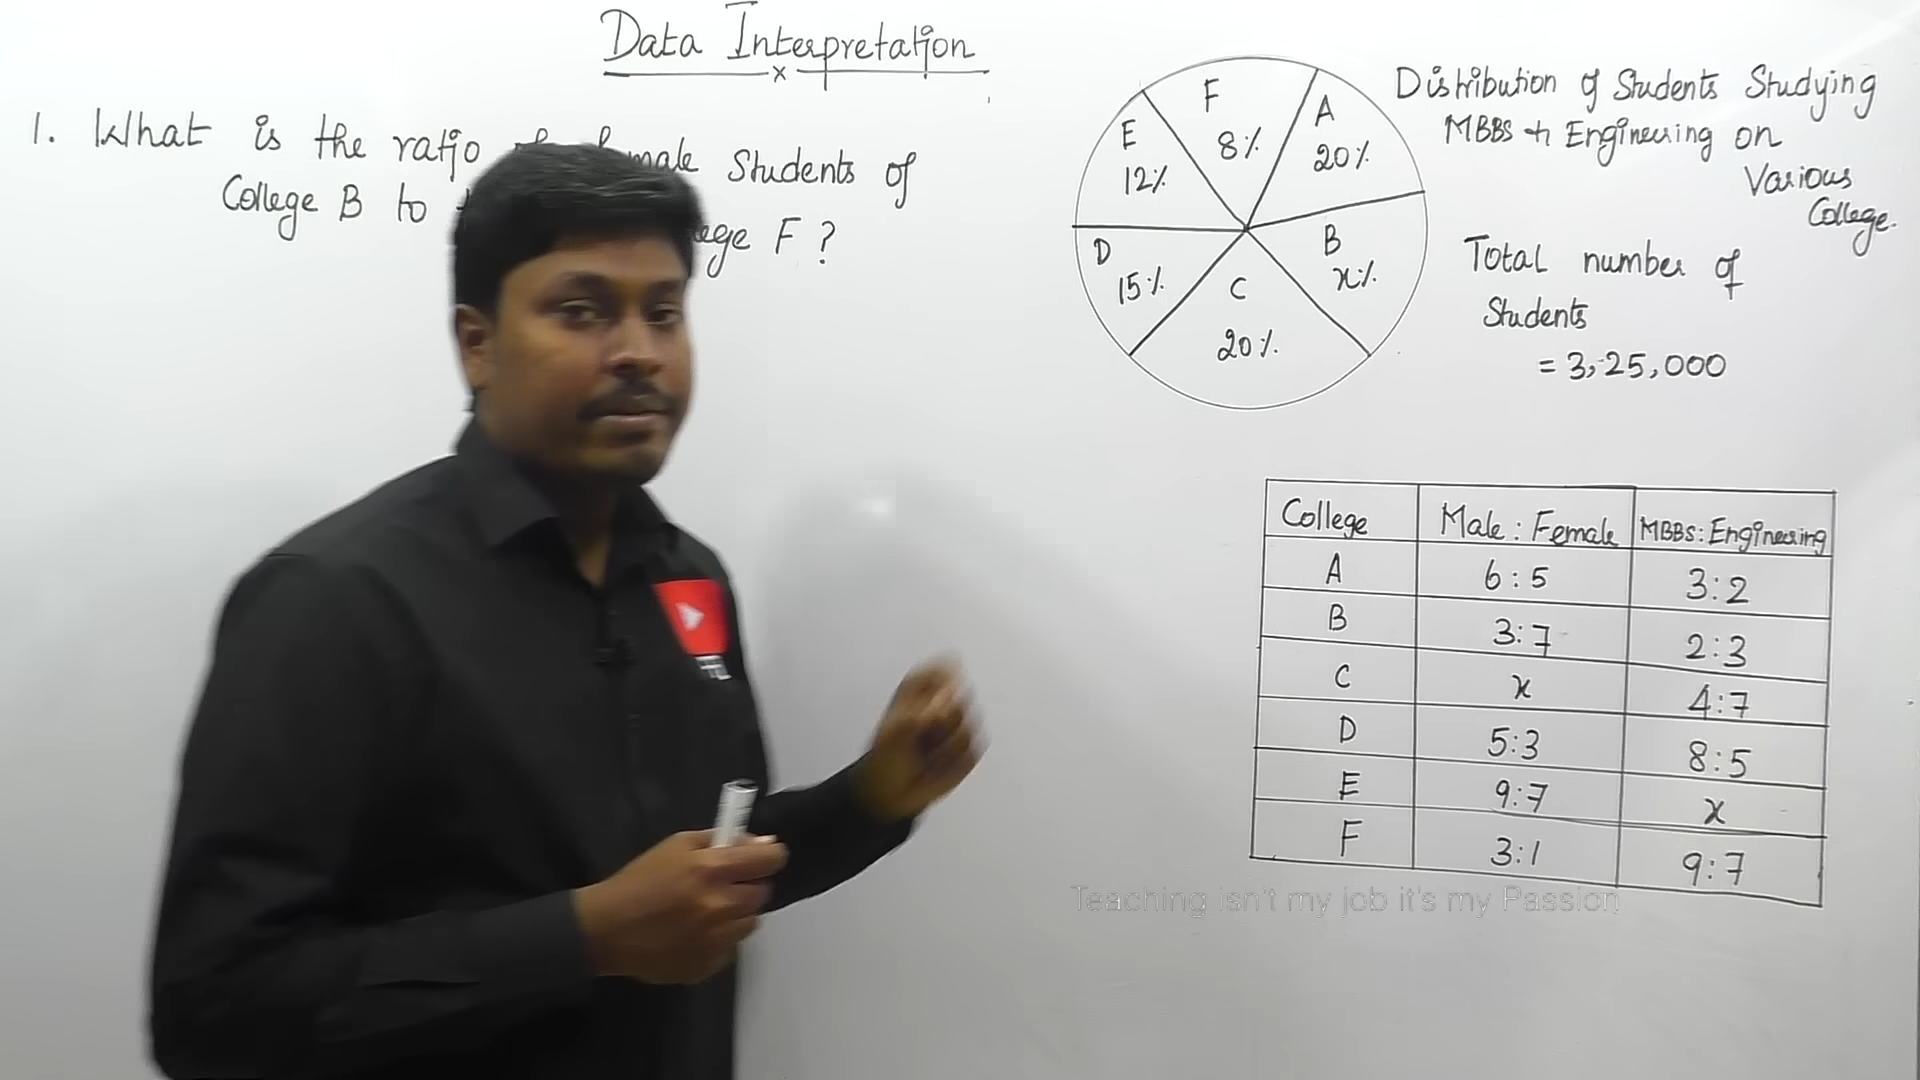 Data Interpretation
x
1. What is the ratio Students of
College B to F ?
F
8%
A
20%
E
12%
B
x%
D
15%
C
20%
Distribution of Students Studying
MBBS & Engineering on
Various
College.
Total number of
Students
= 3,25,000
College Male : Female MBBS : Engineering
A 6 : 5 3 : 2
B 3 : 7 2 : 3
C x 4 : 7
D 5 : 3 8 : 5
E 9 : 7 x
F 3 : 1 9 : 7
Teaching isn't my job it's my Passion